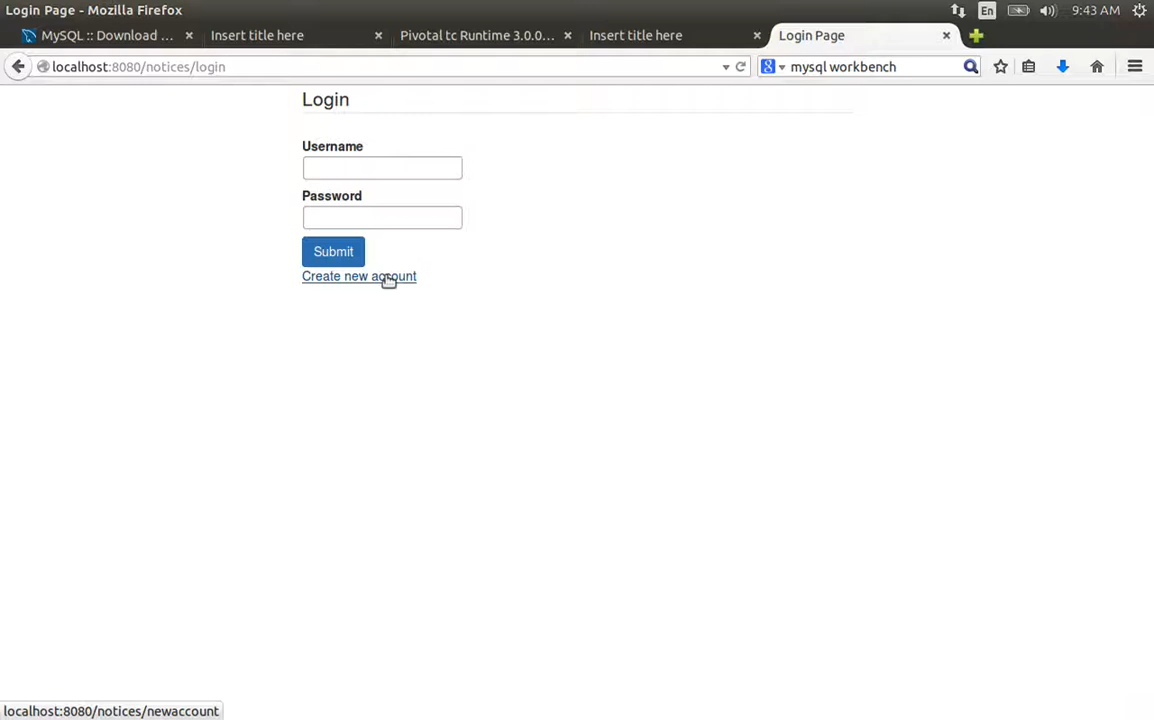 Login Page - Mozilla Firefox
En
9:43 AM
MySQL :: Download ...
Insert title here
Pivotal tc Runtime 3.0.0...
Insert title here
Login Page
localhost:8080/notices/login
mysql workbench
Login
Username
Password
Submit
Create new account
localhost:8080/notices/newaccount